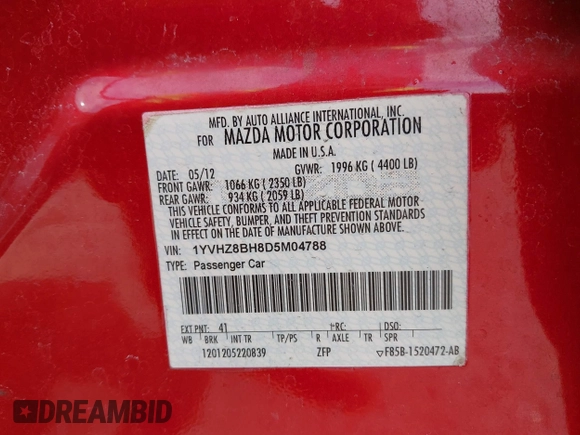 MFD. BY AUTO ALLIANCE INTERNATIONAL, INC.
FOR MAZDA MOTOR CORPORATION
MADE IN U.S.A.
DATE: 05/12 GVWR: 1996 KG ( 4400 LB)
FRONT GAWR: 1066 KG ( 2350 LB)
REAR GAWR: 934 KG ( 2059 LB)
THIS VEHICLE CONFORMS TO ALL APPLICABLE FEDERAL MOTOR
VEHICLE SAFETY, BUMPER, AND THEFT PREVENTION STANDARDS
IN EFFECT ON THE DATE OF MANUFACTURE SHOWN ABOVE.
VIN: 1YVHZ8BH8D5M04788
TYPE: Passenger Car
EXT PNT: 41 RC: DSO:
WB BRK INT TR TP/PS R AXLE TR SPR
1201205220839 ZFP F85B-1520472-AB
DREAMBID